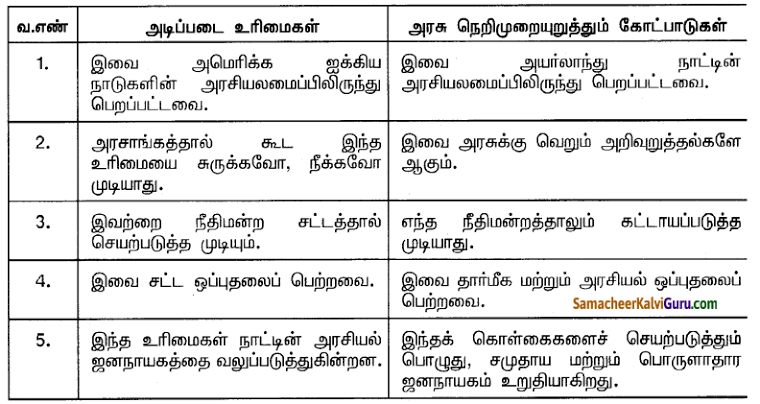 வ.எண் அடிப்படை உரிமைகள் அரசு நெறிமுறையுறுத்தும் கோட்பாடுகள்
1. இவை அமெரிக்க ஐக்கிய
நாடுகளின் அரசியலமைப்பிலிருந்து
பெறப்பட்டவை.
இவை அயர்லாந்து நாட்டின்
அரசியலமைப்பிலிருந்து பெறப்பட்டவை.
2. அரசாங்கத்தால் கூட இந்த
உரிமையை சுருக்கவோ, நீக்கவோ
முடியாது.
இவை அரசுக்கு வெறும் அறிவுறுத்தல்களே
ஆகும்.
3. இவற்றை நீதிமன்ற சட்டத்தால்
செயற்படுத்த முடியும்.
எந்த நீதிமன்றத்தாலும் கட்டாயப்படுத்த
முடியாது.
4. இவை சட்ட ஒப்புதலைப் பெற்றவை.
இவை தார்மீக மற்றும் அரசியல் ஒப்புதலைப்
பெற்றவை.
SamacheerKalviGuru.com
5. இந்த உரிமைகள் நாட்டின் அரசியல்
ஜனநாயகத்தை வலுப்படுத்துகின்றன.
இந்தக் கொள்கைகளைச் செயற்படுத்தும்
பொழுது, சமுதாய மற்றும் பொருளாதார
ஜனநாயகம் உறுதியாகிறது.